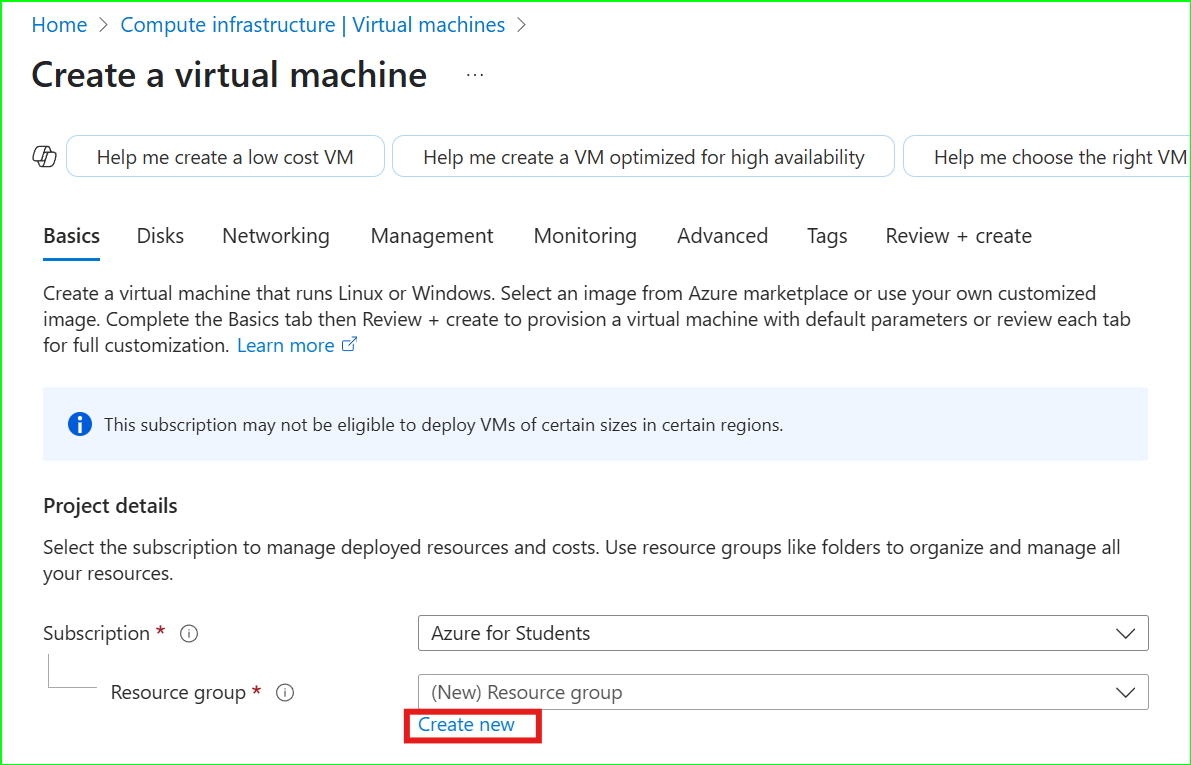 Home > Compute infrastructure | Virtual machines >
Create a virtual machine ...
Help me create a low cost VM Help me create a VM optimized for high availability Help me choose the right VM
Basics Disks Networking Management Monitoring Advanced Tags Review + create
Create a virtual machine that runs Linux or Windows. Select an image from Azure marketplace or use your own customized
image. Complete the Basics tab then Review + create to provision a virtual machine with default parameters or review each tab
for full customization. Learn more
This subscription may not be eligible to deploy VMs of certain sizes in certain regions.
Project details
Select the subscription to manage deployed resources and costs. Use resource groups like folders to organize and manage all
your resources.
Subscription * Azure for Students
Resource group * (New) Resource group
Create new